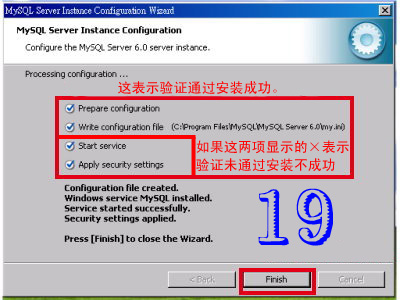 MySQL Server Instance Configuration Wizard
MySQL Server Instance Configuration
Configure the MySQL Server 6.0 server instance.
Processing configuration ...
这表示验证通过安装成功。
Prepare configuration
Write configuration file (C:\Program Files\MySQL\MySQL Server 6.0\my.ini)
Start service
如果这两项显示的×表示
Apply security settings
验证未通过安装不成功
Configuration file created.
Windows service MySQL installed.
Service started successfully.
Security settings applied.
Press [Finish] to close the Wizard.
19
< Back
Finish
Cancel